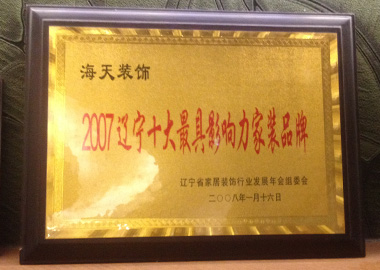 海天装饰
2007辽宁十大最具影响力家装品牌
辽宁省家居装饰行业发展年会组委会
二〇〇八年一月十六日